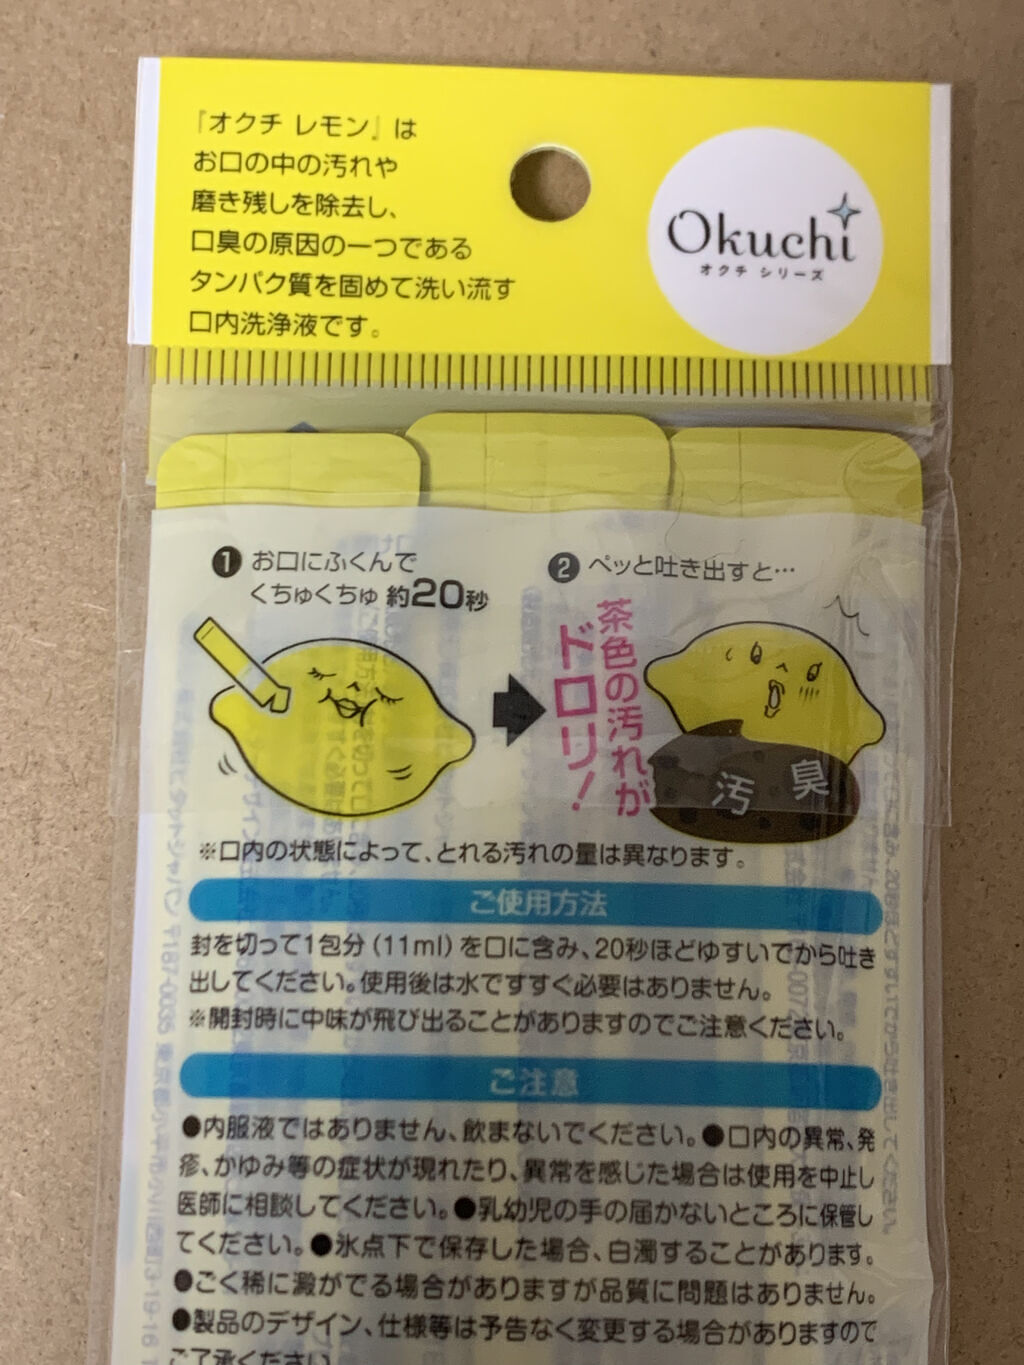 『オクチ レモン』は
お口の中の汚れや
磨き残しを除去し、
口臭の原因の一つである
タンパク質を固めて洗い流す
口内洗浄液です。
Okuchi
オクチ シリーズ
❶ お口にふくんで
くちゅくちゅ 約20秒
❷ ペッと吐き出すと…
茶色の汚れが
ドロリ!
汚 臭
※口内の状態によって、とれる汚れの量は異なります。
ご使用方法
封を切って1包分(11ml)を口に含み、20秒ほどゆすいでから吐き
出してください。使用後は水ですすぐ必要はありません。
※開封時に中味が飛び出ることがありますのでご注意ください。
ご注意
●内服液ではありません、飲まないでください。●口内の異常、発
疹、かゆみ等の症状が現れたり、異常を感じた場合は使用を中止し
医師に相談してください。●乳幼児の手の届かないところに保管し
てください。●氷点下で保存した場合、白濁することがあります。
●ごく稀に澱がでる場合がありますが品質に問題はありません。
●製品のデザイン、仕様等は予告なく変更する場合がありますので
ご了承ください。